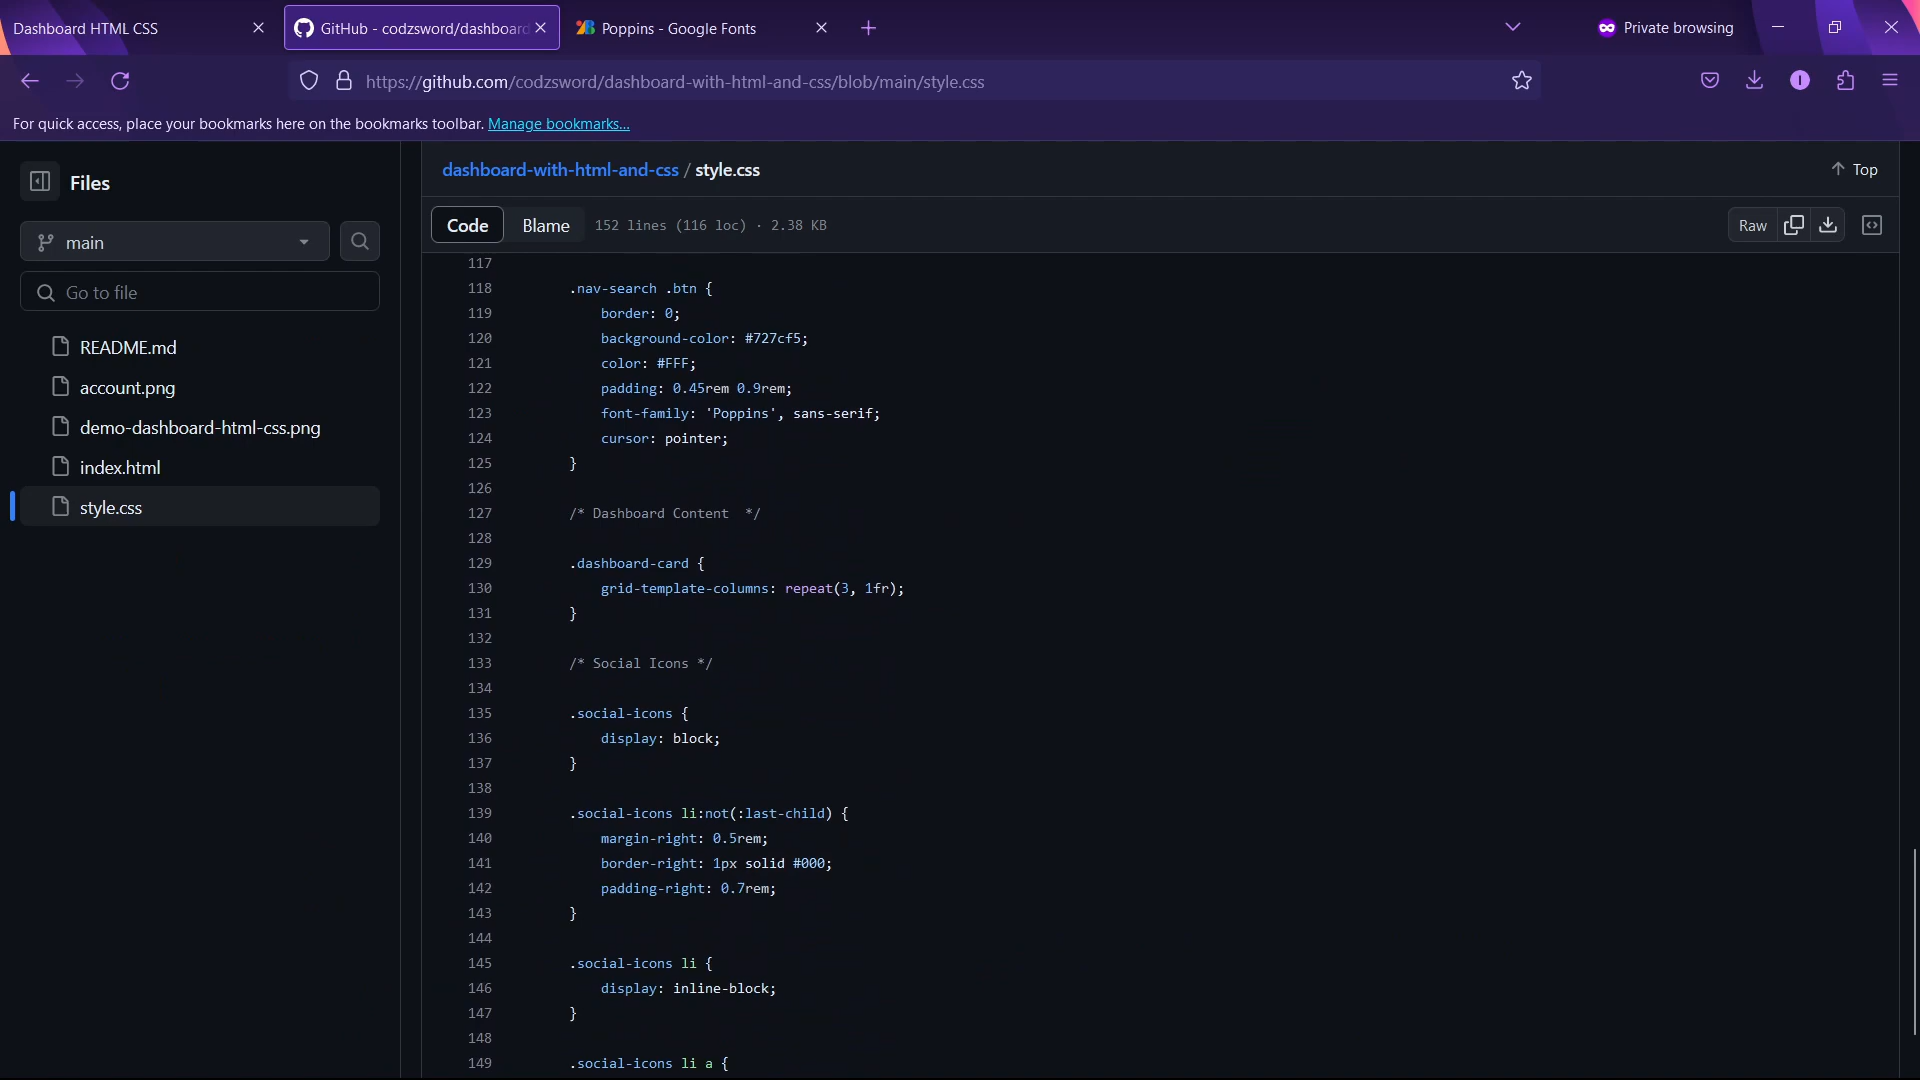 Dashboard HTML CSS
GitHub - codzsword/dashboard
Poppins - Google Fonts
Private browsing
https://github.com/codzsword/dashboard-with-html-and-css/blob/main/style.css
For quick access, place your bookmarks here on the bookmarks toolbar. Manage bookmarks...
Files
main
Go to file
README.md
account.png
demo-dashboard-html-css.png
index.html
style.css
dashboard-with-html-and-css / style.css
Top
Code Blame 152 lines (116 loc) · 2.38 KB
Raw
117
118 .nav-search .btn {
119 border: 0;
120 background-color: #727cf5;
121 color: #FFF;
122 padding: 0.45rem 0.9rem;
123 font-family: 'Poppins', sans-serif;
124 cursor: pointer;
125 }
126
127 /* Dashboard Content */
128
129 .dashboard-card {
130 grid-template-columns: repeat(3, 1fr);
131 }
132
133 /* Social Icons */
134
135 .social-icons {
136 display: block;
137 }
138
139 .social-icons li:not(:last-child) {
140 margin-right: 0.5rem;
141 border-right: 1px solid #000;
142 padding-right: 0.7rem;
143 }
144
145 .social-icons li {
146 display: inline-block;
147 }
148
149 .social-icons li a {